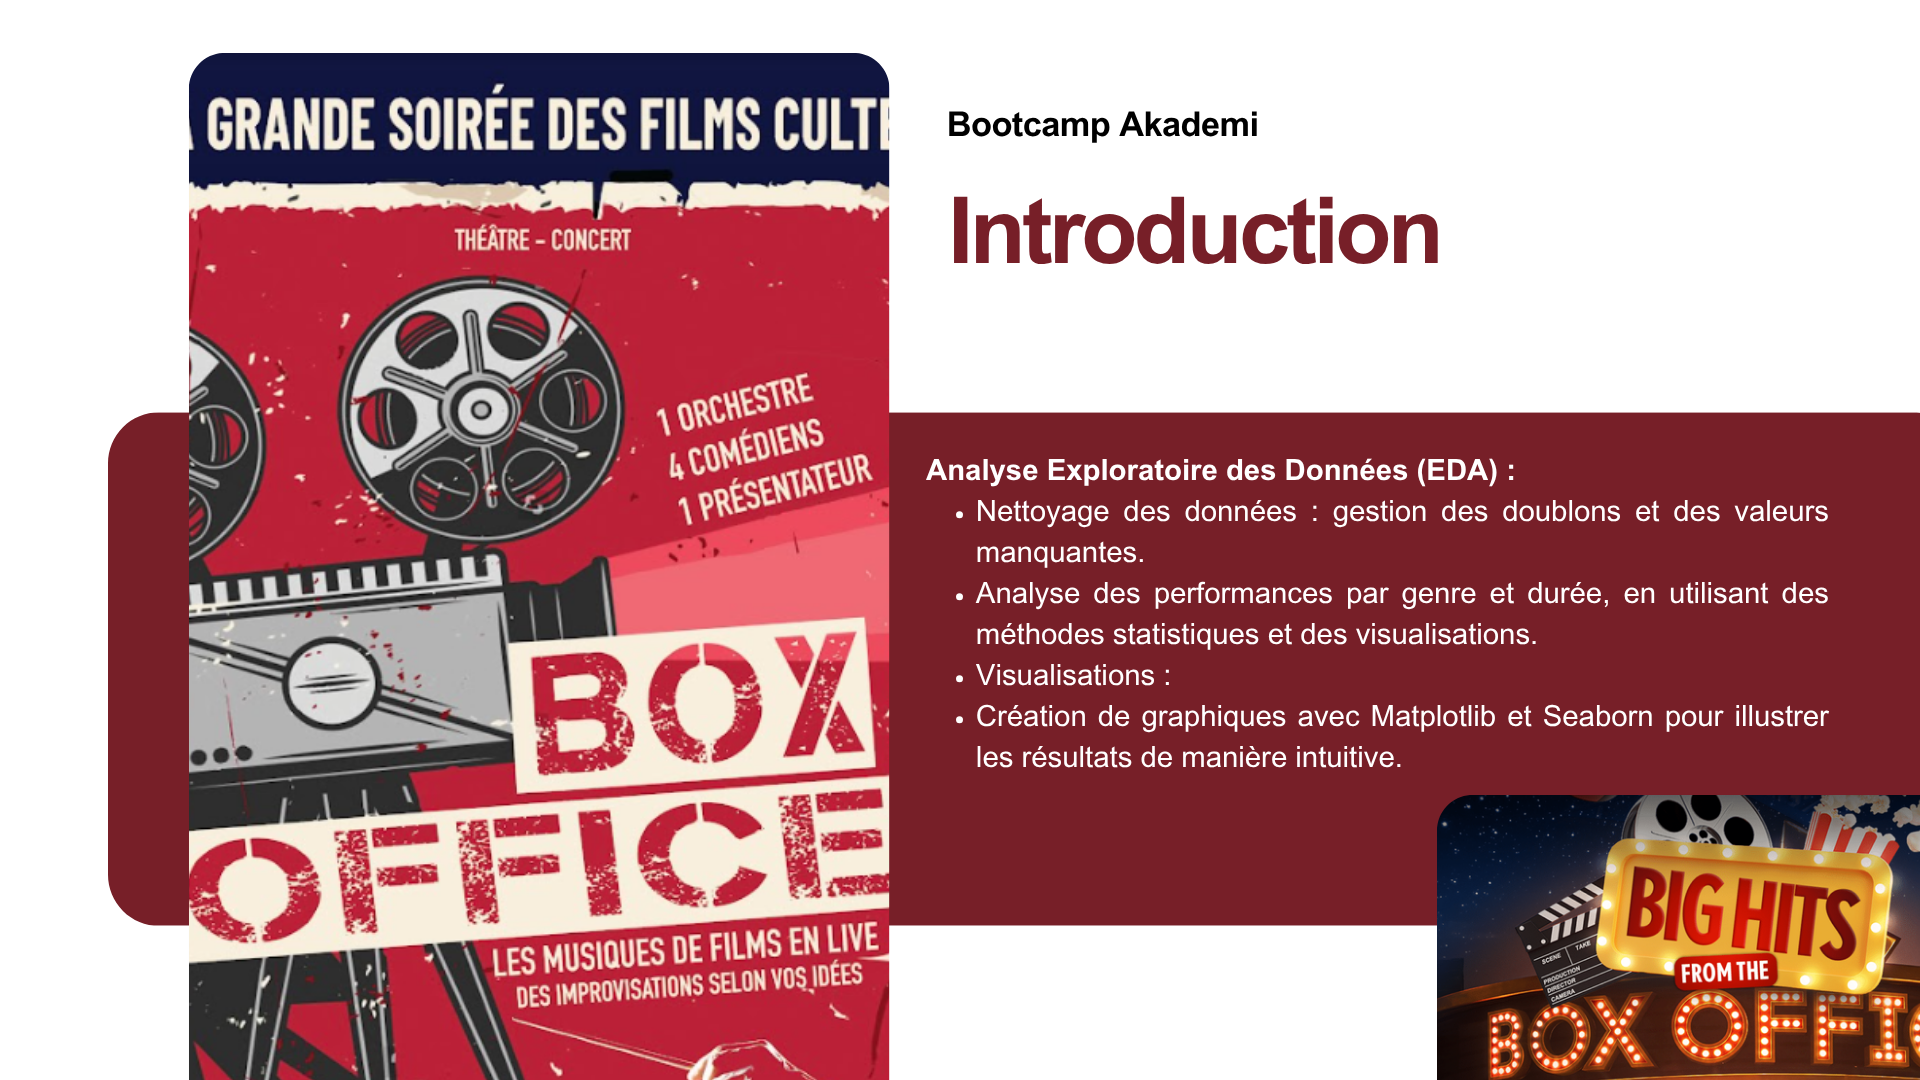 GRANDE SOIRÉE DES FILMS CULTE
THÉÂTRE - CONCERT
1 ORCHESTRE
4 COMÉDIENS
1 PRÉSENTATEUR
BOX
OFFICE
LES MUSIQUES DE FILMS EN LIVE
DES IMPROVISATIONS SELON VOS IDÉES
Bootcamp Akademi
Introduction
Analyse Exploratoire des Données (EDA) :
• Nettoyage des données : gestion des doublons et des valeurs
manquantes.
• Analyse des performances par genre et durée, en utilisant des
méthodes statistiques et des visualisations.
• Visualisations :
• Création de graphiques avec Matplotlib et Seaborn pour illustrer
les résultats de manière intuitive.
BIG HITS
FROM THE
BOX OFFIC
SCENE
TAKE
PRODUCTION
DIRECTOR
CAMERA